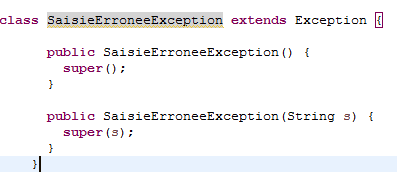 class SaisieErroneeException extends Exception {
public SaisieErroneeException() {
super();
}
public SaisieErroneeException(String s) {
super(s);
}
}